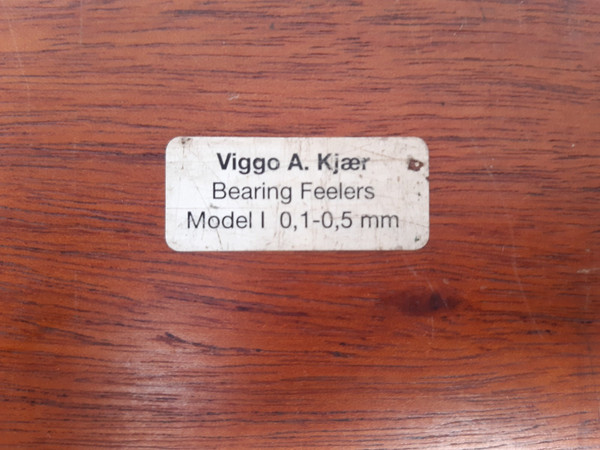 Viggo A. Kjær
Bearing Feelers
Model I 0,1-0,5 mm